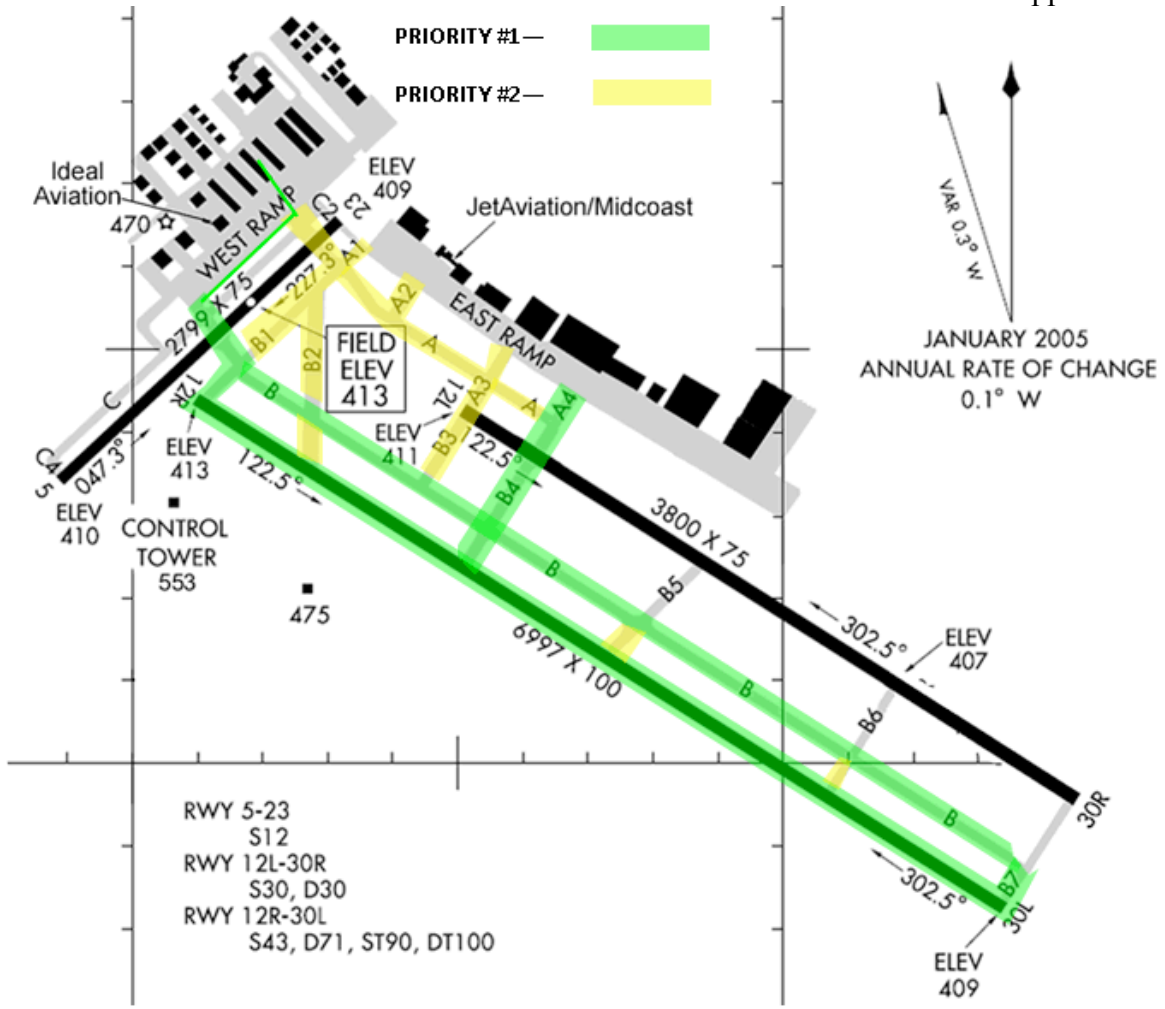 pp
PRIORITY #1—
PRIORITY #2—
Ideal
Aviation
470
WEST RAMP
ELEV
409
C2
23
JetAviation/Midcoast
VAR 0.3° W
JANUARY 2005
ANNUAL RATE OF CHANGE
0.1° W
2799 X 75
227.3°
A1
A2
EAST RAMP
B1
B2
FIELD
ELEV
413
A
A3
A
A4
12R
B
12L
C
C4
5
047.3°
ELEV
413
ELEV
411
B3
122.5°
122.5°
B4
ELEV
410
CONTROL
TOWER
553
475
3800 X 75
B
B5
6997 X 100
302.5°
ELEV
407
B
B6
B
30R
B7
302.5°
30L
ELEV
409
RWY 5-23
S12
RWY 12L-30R
S30, D30
RWY 12R-30L
S43, D71, ST90, DT100